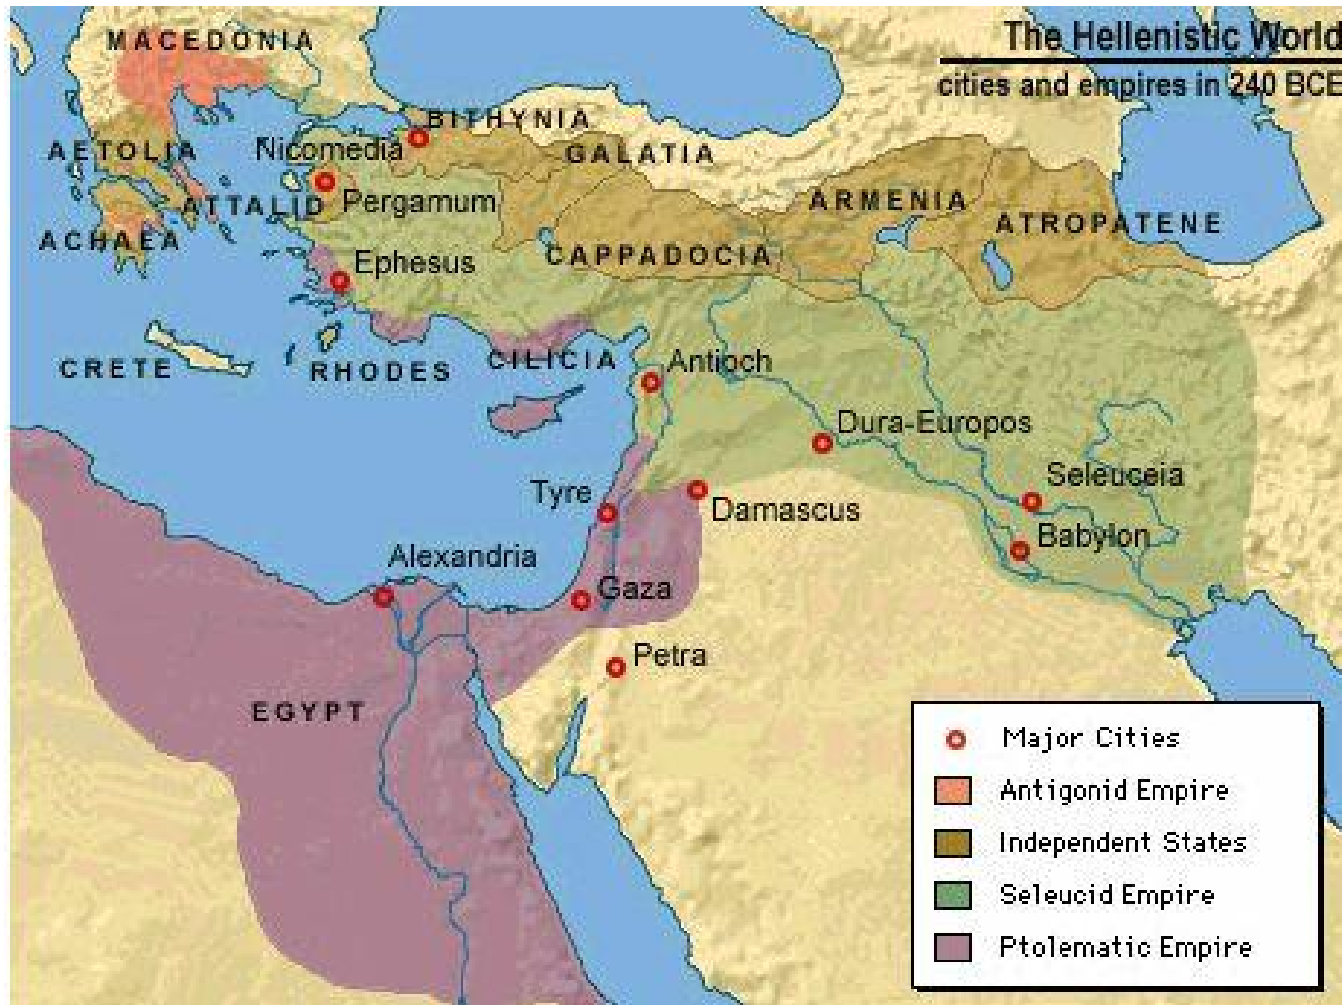 The Hellenistic World
cities and empires in 240 BCE
MACEDONIA
BITHYNIA
AETOLIA
Nicomedia
GALATIA
ATTALID
Pergamum
ARMENIA
ATROPATENE
ACHAEA
Ephesus
CAPPADOCIA
CRETE
RHODES
CILICIA
Antioch
Dura-Europos
Seleuceia
Tyre
Damascus
Babylon
Alexandria
Gaza
Petra
EGYPT
Major Cities
Antigonid Empire
Independent States
Seleucid Empire
Ptolematic Empire